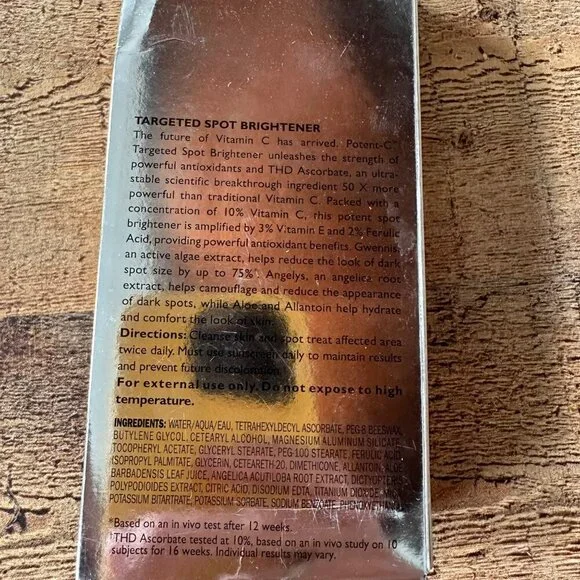 TARGETED SPOT BRIGHTENER
The future of Vitamin C has arrived. Potent-C™
Targeted Spot Brightener unleashes the strength of
powerful antioxidants and THD Ascorbate, an ultra-
stable scientific breakthrough ingredient 50 X more
powerful than traditional Vitamin C. Packed with a
concentration of 10% Vitamin C, this potent spot
brightener is amplified by 3% Vitamin E and 2% Ferulic
Acid, providing powerful antioxidant benefits. Gwennis,
an active algae extract, helps reduce the look of dark
spot size by up to 75%*. Angelys, an angelica root
extract, helps camouflage and reduce the appearance
of dark spots, while Aloe and Allantoin help hydrate
and comfort the look of skin.
Directions: Cleanse skin and spot treat affected area
twice daily. Must use sunscreen daily to maintain results
and prevent future discoloration.
For external use only. Do not expose to high
temperature.
INGREDIENTS: WATER/AQUA/EAU, TETRAHEXYLDECYL ASCORBATE, PEG-8 BEESWAX,
BUTYLENE GLYCOL, CETEARYL ALCOHOL, MAGNESIUM ALUMINUM SILICATE,
TOCOPHERYL ACETATE, GLYCERYL STEARATE, PEG-100 STEARATE, FERULIC ACID,
ISOPROPYL PALMITATE, GLYCERIN, CETEARETH-20, DIMETHICONE, ALLANTOIN, ALOE
BARBADENSIS LEAF JUICE, ANGELICA ACUTILOBA ROOT EXTRACT, DICTYOPTERIS
POLYPODIOIDES EXTRACT, CITRIC ACID, DISODIUM EDTA, TITANIUM DIOXIDE,
POTASSIUM BITARTRATE, POTASSIUM SORBATE, SODIUM BENZOATE, PHENOXYETHANOL
*Based on an in vivo test after 12 weeks.
†THD Ascorbate tested at 10%, based on an in vivo study on 10
subjects for 16 weeks. Individual results may vary.